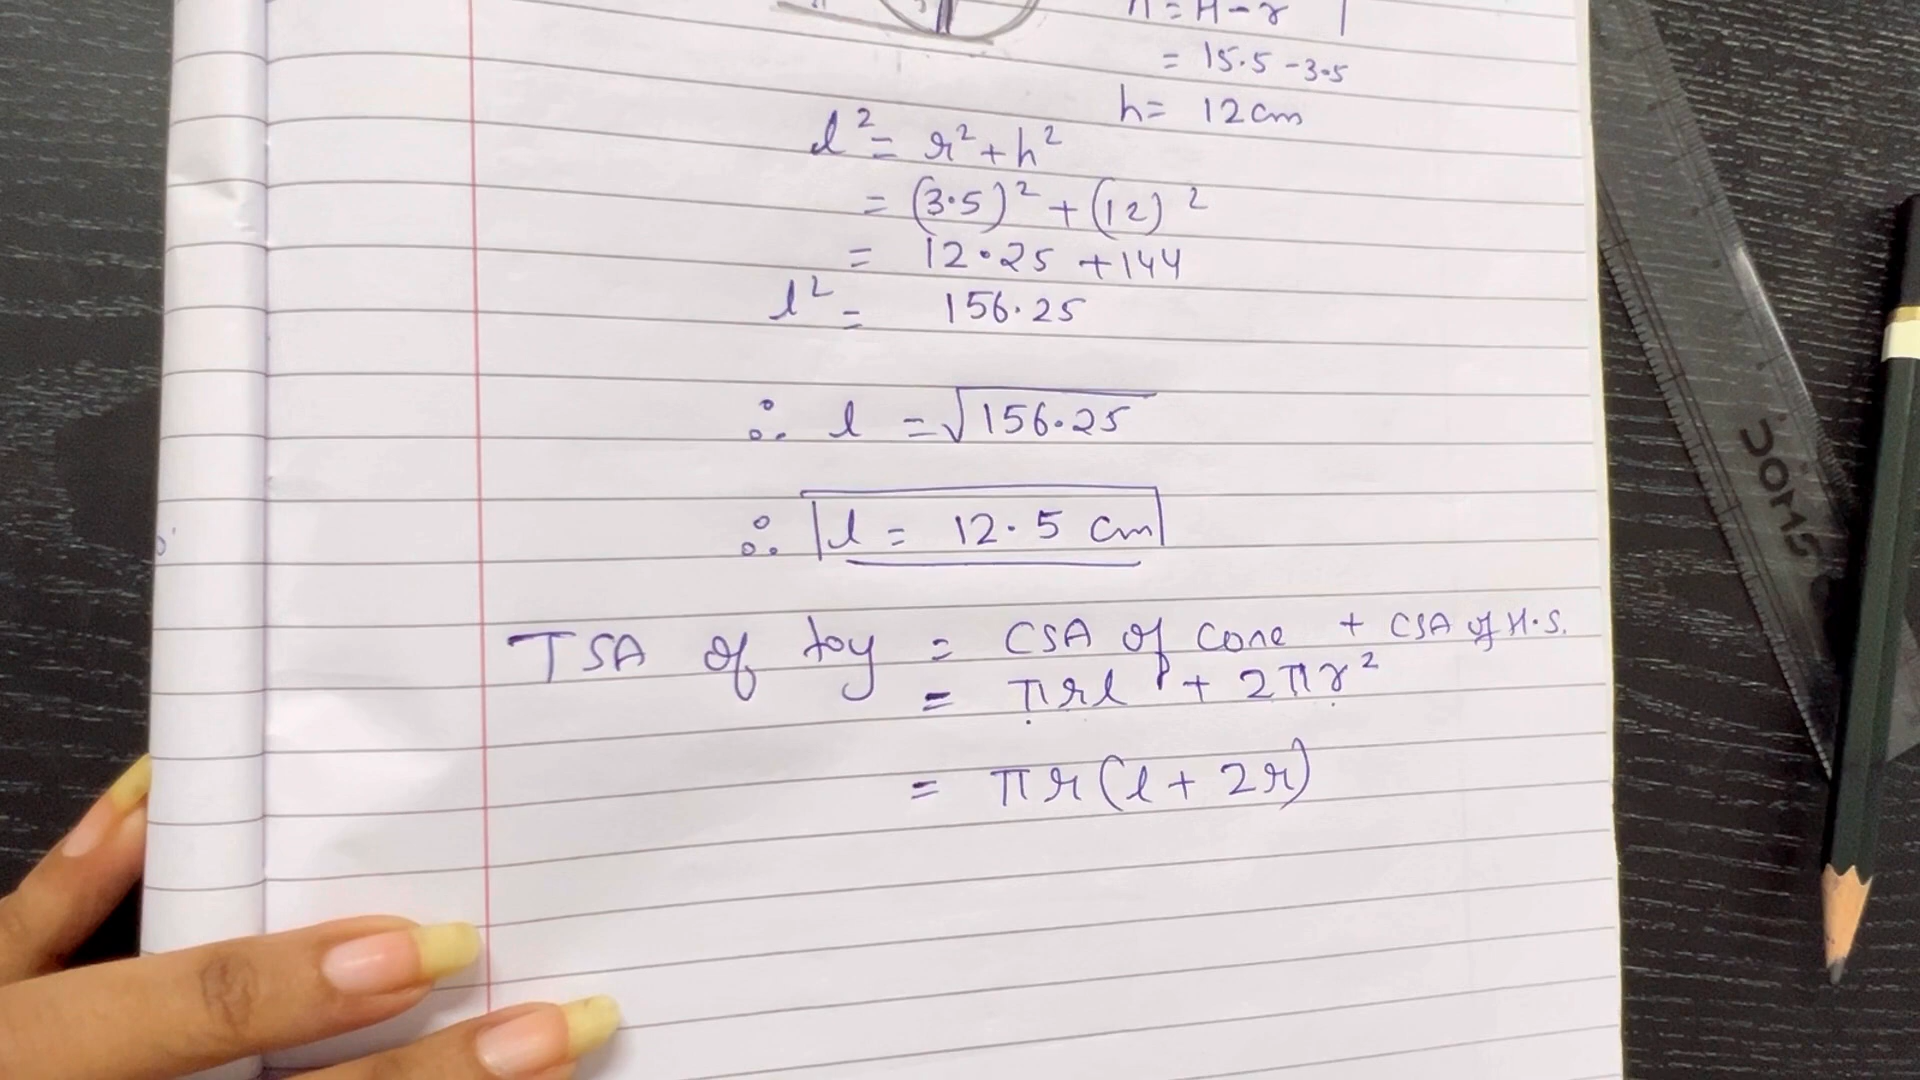 h = H - r
= 15.5 - 3.5
h = 12 cm
l² = r² + h²
= (3.5)² + (12)²
= 12.25 + 144
l² = 156.25
∴ l = √156.25
∴ l = 12.5 cm
TSA of toy = CSA of cone + CSA of H.S.
= πrl + 2πr²
= πr(l + 2r)
DOMS